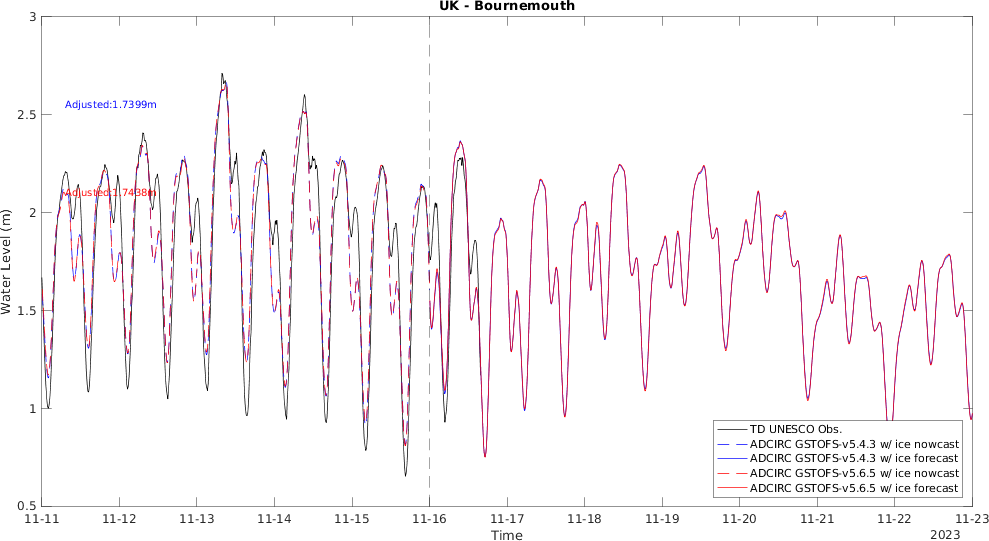 UK - Bournemouth
3
2.5
2
1.5
1
0.5
Water Level (m)
Adjusted:1.7399m
Adjusted:1.7438m
TD UNESCO Obs.
ADCIRC GSTOFS-v5.4.3 w/ ice nowcast
ADCIRC GSTOFS-v5.4.3 w/ ice forecast
ADCIRC GSTOFS-v5.6.5 w/ ice nowcast
ADCIRC GSTOFS-v5.6.5 w/ ice forecast
11-11 11-12 11-13 11-14 11-15 11-16 11-17 11-18 11-19 11-20 11-21 11-22 11-23
Time
2023